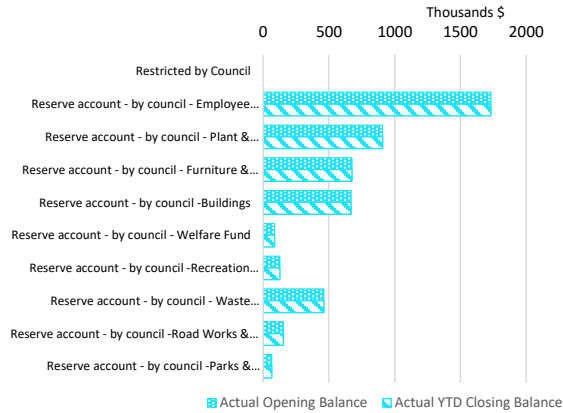 Thousands $
0 500 1000 1500 2000
Restricted by Council
Reserve account - by council - Employee...
Reserve account - by council - Plant &...
Reserve account - by council - Furniture &...
Reserve account - by council -Buildings
Reserve account - by council - Welfare Fund
Reserve account - by council -Recreation...
Reserve account - by council - Waste...
Reserve account - by council -Road Works &...
Reserve account - by council -Parks &...
Actual Opening Balance Actual YTD Closing Balance